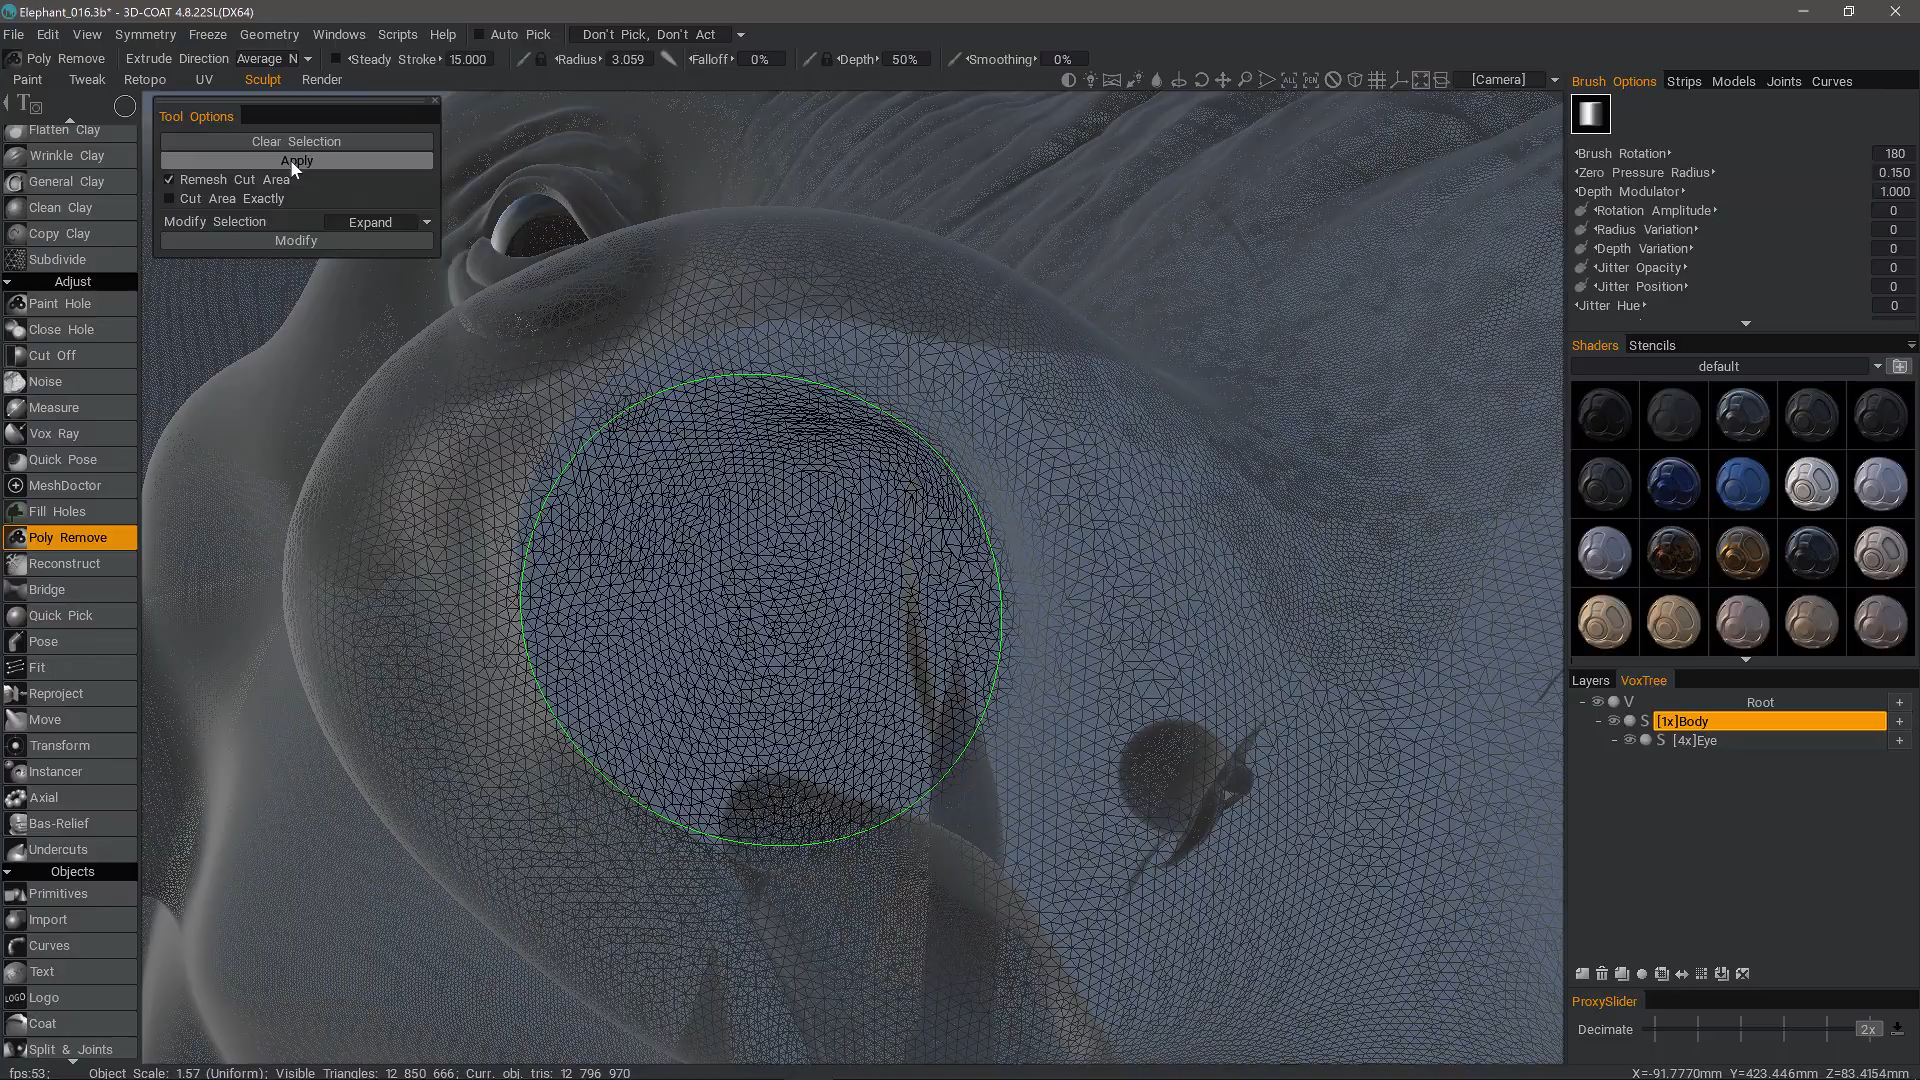 Elephant_016.3b* - 3D-COAT 4.8.22SL(DX64)
File Edit View Symmetry Freeze Geometry Windows Scripts Help Auto Pick Don't Pick, Don't Act
Poly Remove Extrude Direction Average N Steady Stroke 15.000 Radius 3.059 Falloff 0% Depth 50% Smoothing 0%
Paint Tweak Retopo UV Sculpt Render [Camera]
Flatten Clay
Wrinkle Clay
General Clay
Clean Clay
Copy Clay
Subdivide
Adjust
Paint Hole
Close Hole
Cut Off
Noise
Measure
Vox Ray
Quick Pose
MeshDoctor
Fill Holes
Poly Remove
Reconstruct
Bridge
Quick Pick
Pose
Fit
Reproject
Move
Transform
Instancer
Axial
Bas-Relief
Undercuts
Objects
Primitives
Import
Curves
Text
LOGO Logo
Coat
Split & Joints
Tool Options
Clear Selection
Apply
Remesh Cut Area
Cut Area Exactly
Modify Selection Expand
Modify
Brush Options Strips Models Joints Curves
Brush Rotation 180
Zero Pressure Radius 0.150
Depth Modulator 1.000
Rotation Amplitude 0
Radius Variation 0
Depth Variation 0
Jitter Opacity 0
Jitter Position 0
Jitter Hue 0
Shaders Stencils
default
Layers VoxTree
V Root +
S [1x]Body +
S [4x]Eye +
ProxySlider
Decimate 2x
fps:53; Object Scale: 1.57 (Uniform); Visible Triangles: 12 850 666; Curr. obj. tris: 12 796 970 X=-91.7770mm Y=423.446mm Z=83.4154mm